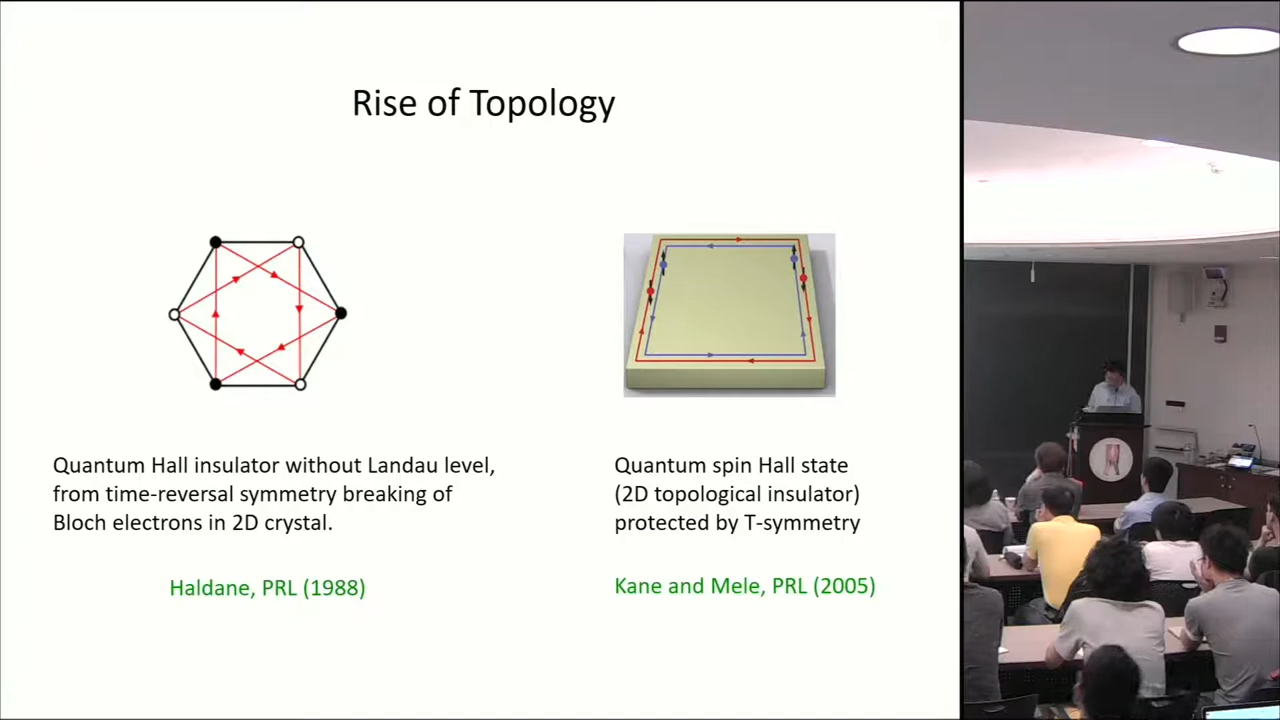 Rise of Topology
Quantum Hall insulator without Landau level,
from time-reversal symmetry breaking of
Bloch electrons in 2D crystal.
Haldane, PRL (1988)
Quantum spin Hall state
(2D topological insulator)
protected by T-symmetry
Kane and Mele, PRL (2005)